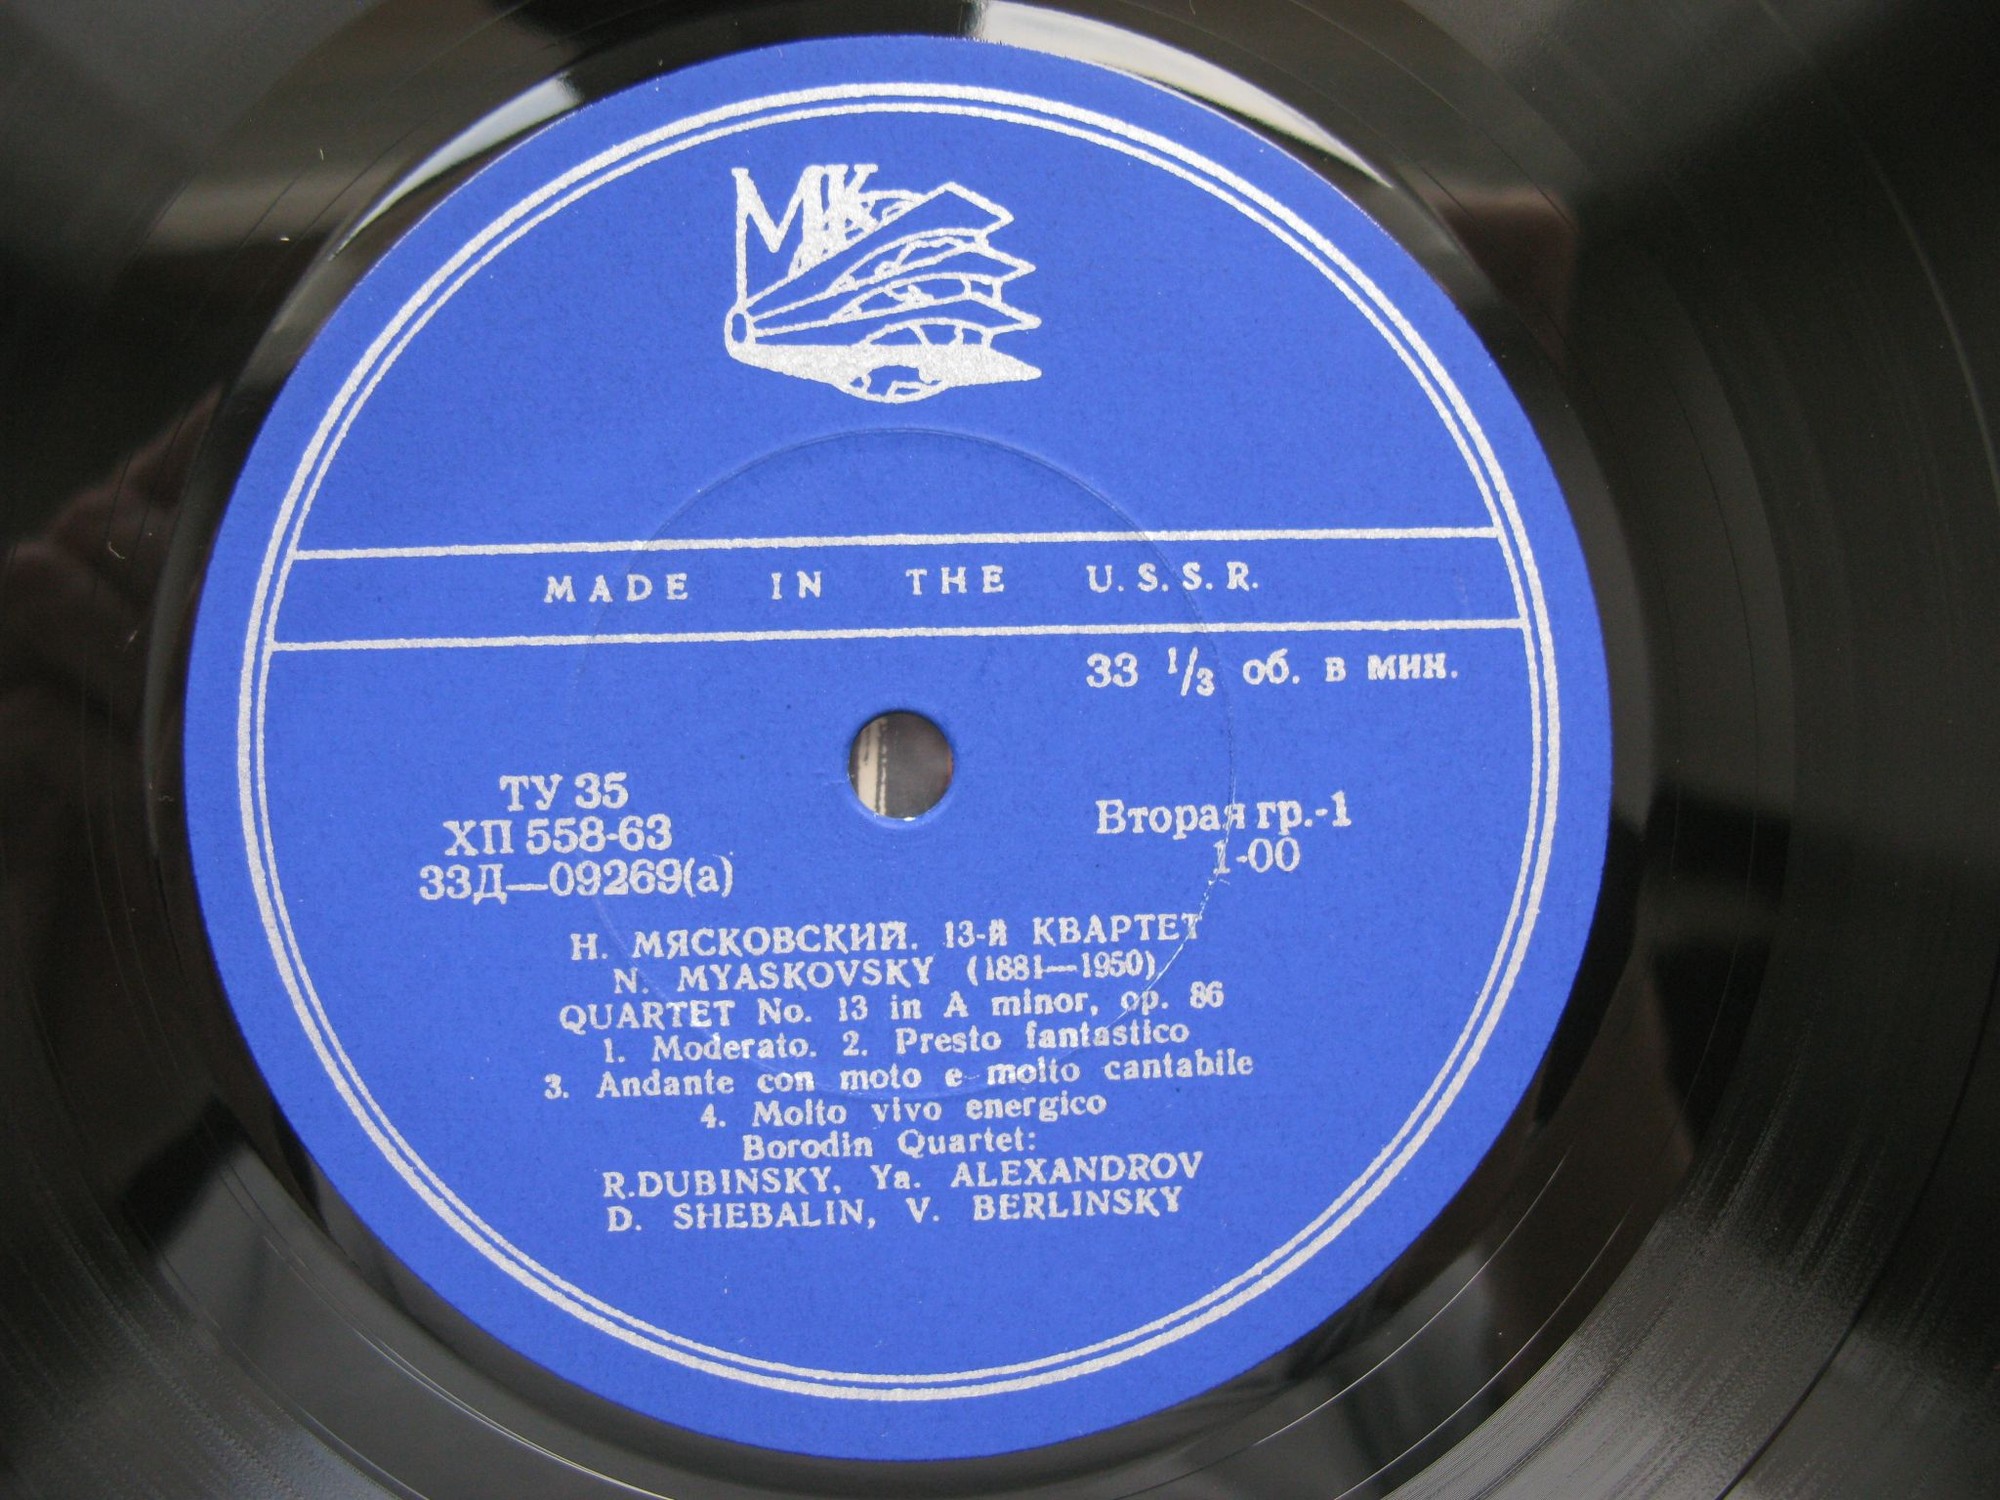 МК
MADE IN THE U.S.S.R.
33 1/3 об. в мин.
ТУ 35
ХП 558-63
33Д—09269(а)
Вторая гр.-1
1-00
Н. МЯСКОВСКИЙ. 13-й КВАРТЕТ
N. MYASKOVSKY (1881—1950)
QUARTET No. 13 in A minor, op. 86
1. Moderato. 2. Presto fantastico
3. Andante con moto e molto cantabile
4. Molto vivo energico
Borodin Quartet:
R.DUBINSKY, Ya. ALEXANDROV
D. SHEBALIN, V. BERLINSKY